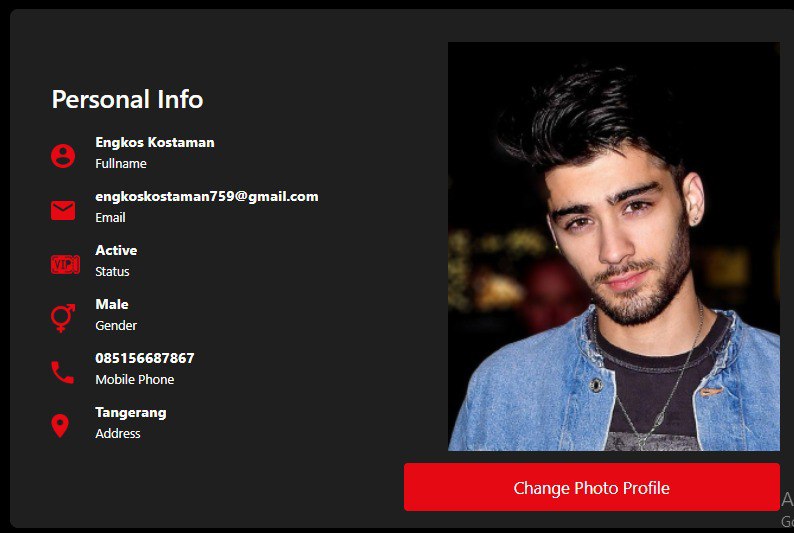 Personal Info
Engkos Kostaman
Fullname
engkoskostaman759@gmail.com
Email
VIP
Active
Status
Male
Gender
085156687867
Mobile Phone
Tangerang
Address
Change Photo Profile